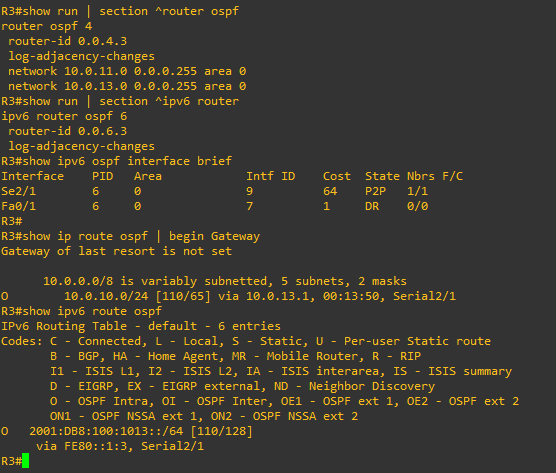 R3#show run | section ^router ospf
router ospf 4
 router-id 0.0.4.3
 log-adjacency-changes
 network 10.0.11.0 0.0.0.255 area 0
 network 10.0.13.0 0.0.0.255 area 0
R3#show run | section ^ipv6 router
ipv6 router ospf 6
 router-id 0.0.6.3
 log-adjacency-changes
R3#show ipv6 ospf interface brief
Interface    PID   Area            Intf ID    Cost  State Nbrs F/C
Se2/1        6     0               9          64    P2P   1/1
Fa0/1        6     0               7          1     DR    0/0
R3#
R3#show ip route ospf | begin Gateway
Gateway of last resort is not set
      10.0.0.0/8 is variably subnetted, 5 subnets, 2 masks
O        10.0.10.0/24 [110/65] via 10.0.13.1, 00:13:50, Serial2/1
R3#show ipv6 route ospf
IPv6 Routing Table - default - 6 entries
Codes: C - Connected, L - Local, S - Static, U - Per-user Static route
       B - BGP, HA - Home Agent, MR - Mobile Router, R - RIP
       I1 - ISIS L1, I2 - ISIS L2, IA - ISIS interarea, IS - ISIS summary
       D - EIGRP, EX - EIGRP external, ND - Neighbor Discovery
       O - OSPF Intra, OI - OSPF Inter, OE1 - OSPF ext 1, OE2 - OSPF ext 2
       ON1 - OSPF NSSA ext 1, ON2 - OSPF NSSA ext 2
O   2001:DB8:100:1013::/64 [110/128]
     via FE80::1:3, Serial2/1
R3#